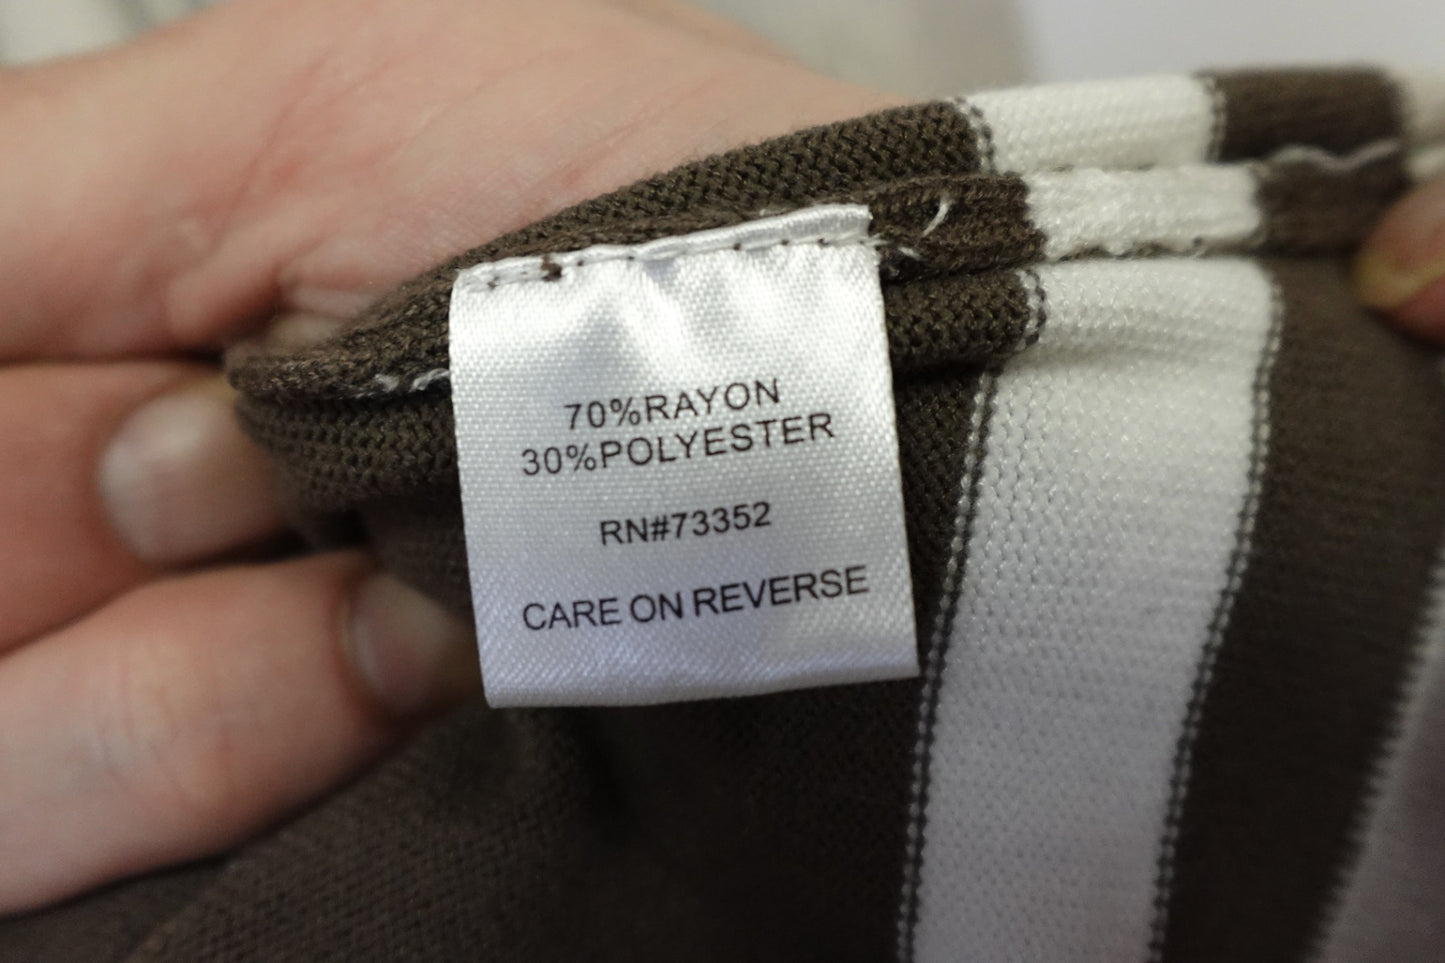 70%RAYON
30%POLYESTER
RN#73352
CARE ON REVERSE